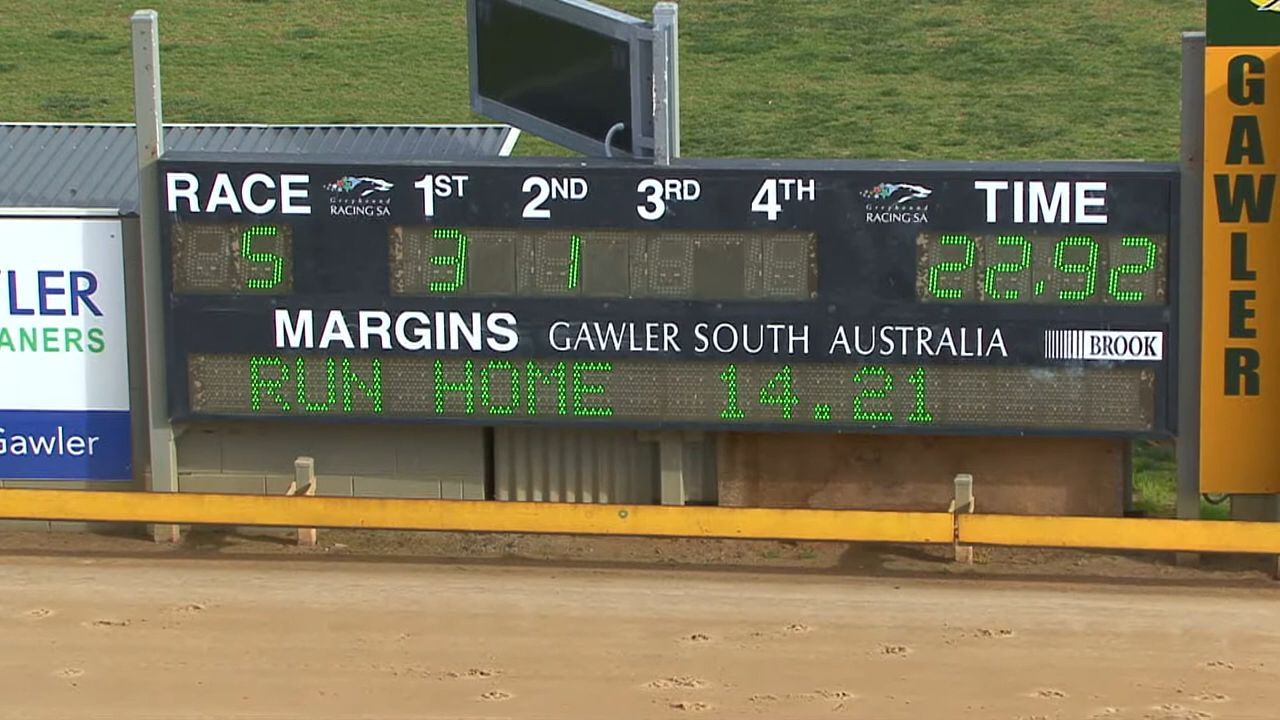 RACE Greyhound RACING SA 1ST 2ND 3RD 4TH Greyhound RACING SA TIME
5 3 1 22.92
MARGINS GAWLER SOUTH AUSTRALIA BROOK
RUN HOME 14.21
LER
ANERS
Gawler
GAWLER